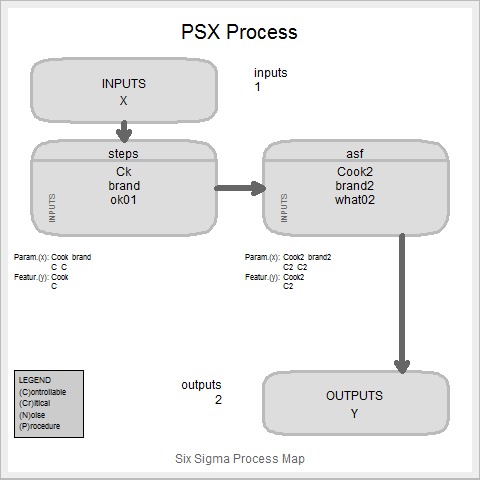 PSX Process
INPUTS
X
inputs
1
steps
Ck
brand
ok01
INPUTS
asf
Cook2
brand2
what02
INPUTS
Param.(x): Cook brand
C C
Featur.(y): Cook
C
Param.(x): Cook2 brand2
C2 C2
Featur.(y): Cook2
C2
LEGEND
(C)ontrollable
(Cr)itical
(N)oise
(P)rocedure
outputs
2
OUTPUTS
Y
Six Sigma Process Map